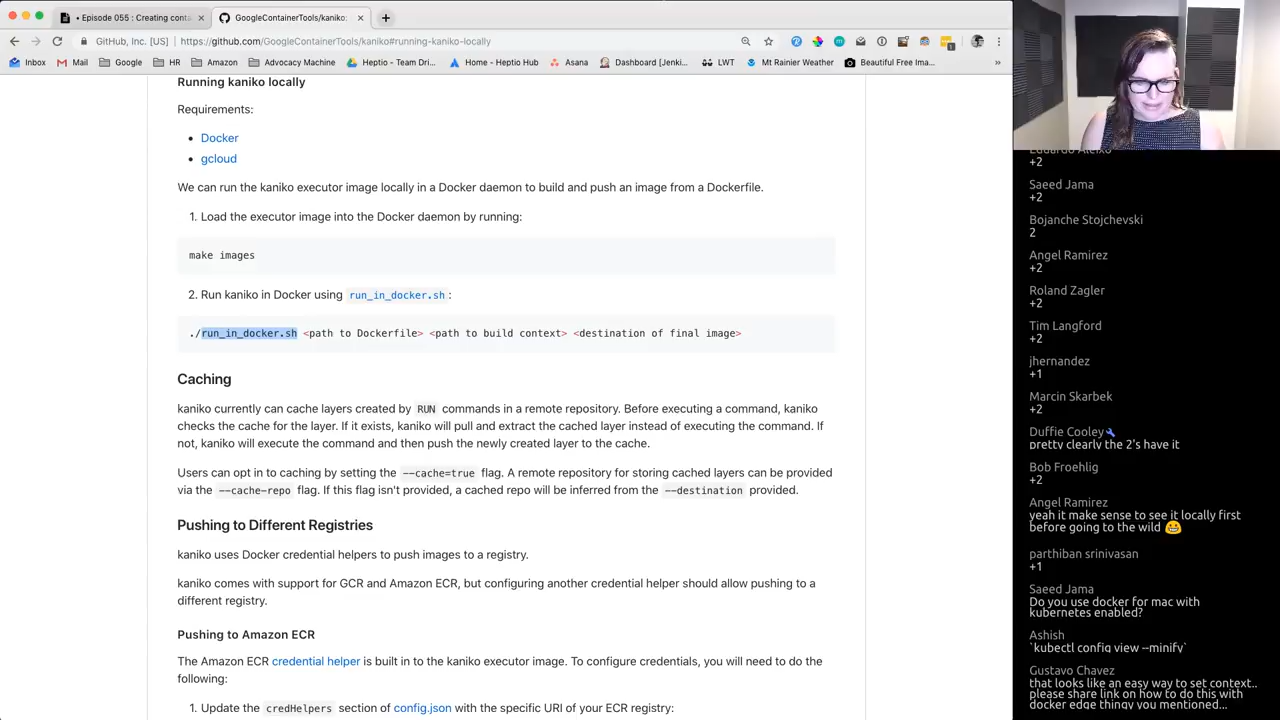 • Episode 055 : Creating conta
GoogleContainerTools/kaniko:
GitHub, Inc. [US] | https://github.com/GoogleContainerTools/kaniko#running-kaniko-locally
Inbox
Mail
Google
HR
Amazon
Advocacy Machine
Heptio - Team Dri...
Home - Heptio Hub
Asana
Dashboard [Jenki...
LWT
Mt Rainier Weather
Beautiful Free Ima...
»
Running kaniko locally
Requirements:
• Docker
• gcloud
We can run the kaniko executor image locally in a Docker daemon to build and push an image from a Dockerfile.
1. Load the executor image into the Docker daemon by running:
make images
2. Run kaniko in Docker using run_in_docker.sh :
./run_in_docker.sh <path to Dockerfile> <path to build context> <destination of final image>
Caching
kaniko currently can cache layers created by RUN commands in a remote repository. Before executing a command, kaniko
checks the cache for the layer. If it exists, kaniko will pull and extract the cached layer instead of executing the command. If
not, kaniko will execute the command and then push the newly created layer to the cache.
Users can opt in to caching by setting the --cache=true flag. A remote repository for storing cached layers can be provided
via the --cache-repo flag. If this flag isn't provided, a cached repo will be inferred from the --destination provided.
Pushing to Different Registries
kaniko uses Docker credential helpers to push images to a registry.
kaniko comes with support for GCR and Amazon ECR, but configuring another credential helper should allow pushing to a
different registry.
Pushing to Amazon ECR
The Amazon ECR credential helper is built in to the kaniko executor image. To configure credentials, you will need to do the
following:
1. Update the credHelpers section of config.json with the specific URI of your ECR registry:
Eduardo Aleixo
+2
Saeed Jama
+2
Bojanche Stojchevski
2
Angel Ramirez
+2
Roland Zagler
+2
Tim Langford
+2
jhernandez
+1
Marcin Skarbek
+2
Duffie Cooley
pretty clearly the 2's have it
Bob Froehlig
+2
Angel Ramirez
yeah it make sense to see it locally first
before going to the wild 😀
parthiban srinivasan
+1
Saeed Jama
Do you use docker for mac with
kubernetes enabled?
Ashish
`kubectl config view --minify`
Gustavo Chavez
that looks like an easy way to set context..
please share link on how to do this with
docker edge thingy you mentioned...